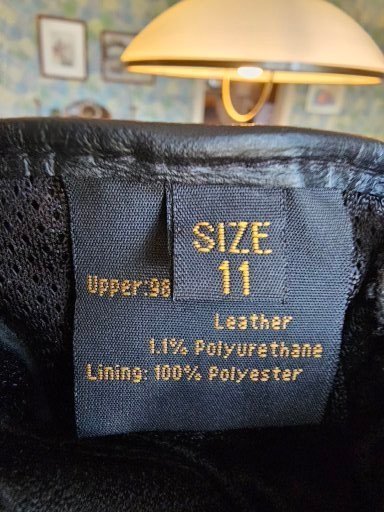 SIZE
11
Upper:98
Leather
1.1% Polyurethane
Lining: 100% Polyester